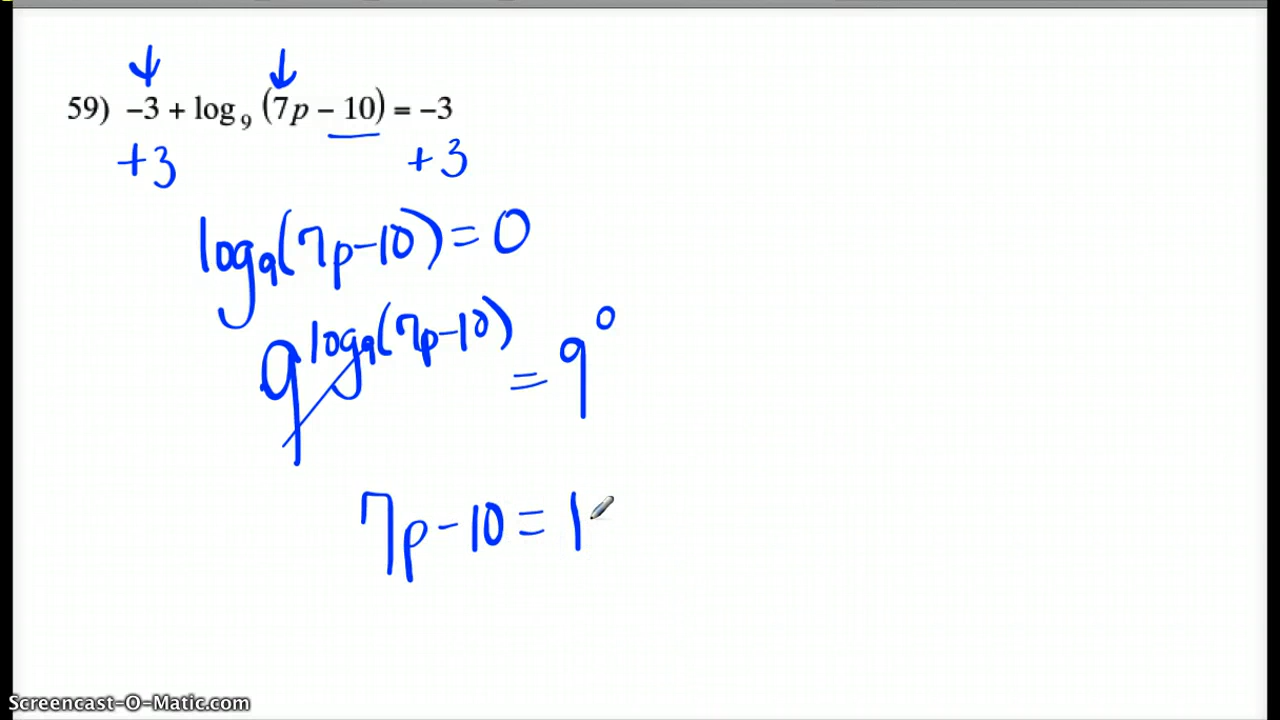 59) −3 + log₉ (7p − 10) = −3
+3 +3
log₉(7p−10) = 0
9^log₉(7p−10) = 9⁰
7p−10 = 1
Screencast-O-Matic.com